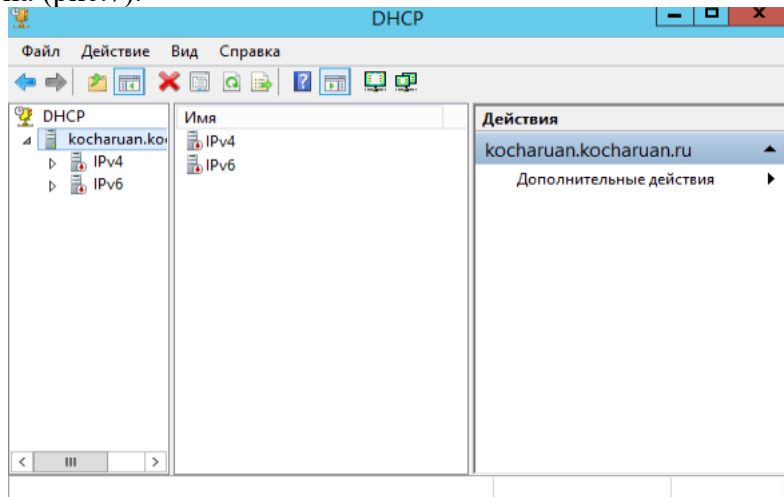 DHCP
Файл Действие Вид Справка
DHCP
kocharuan.ko
IPv4
IPv6
Имя
IPv4
IPv6
Действия
kocharuan.kocharuan.ru
Дополнительные действия